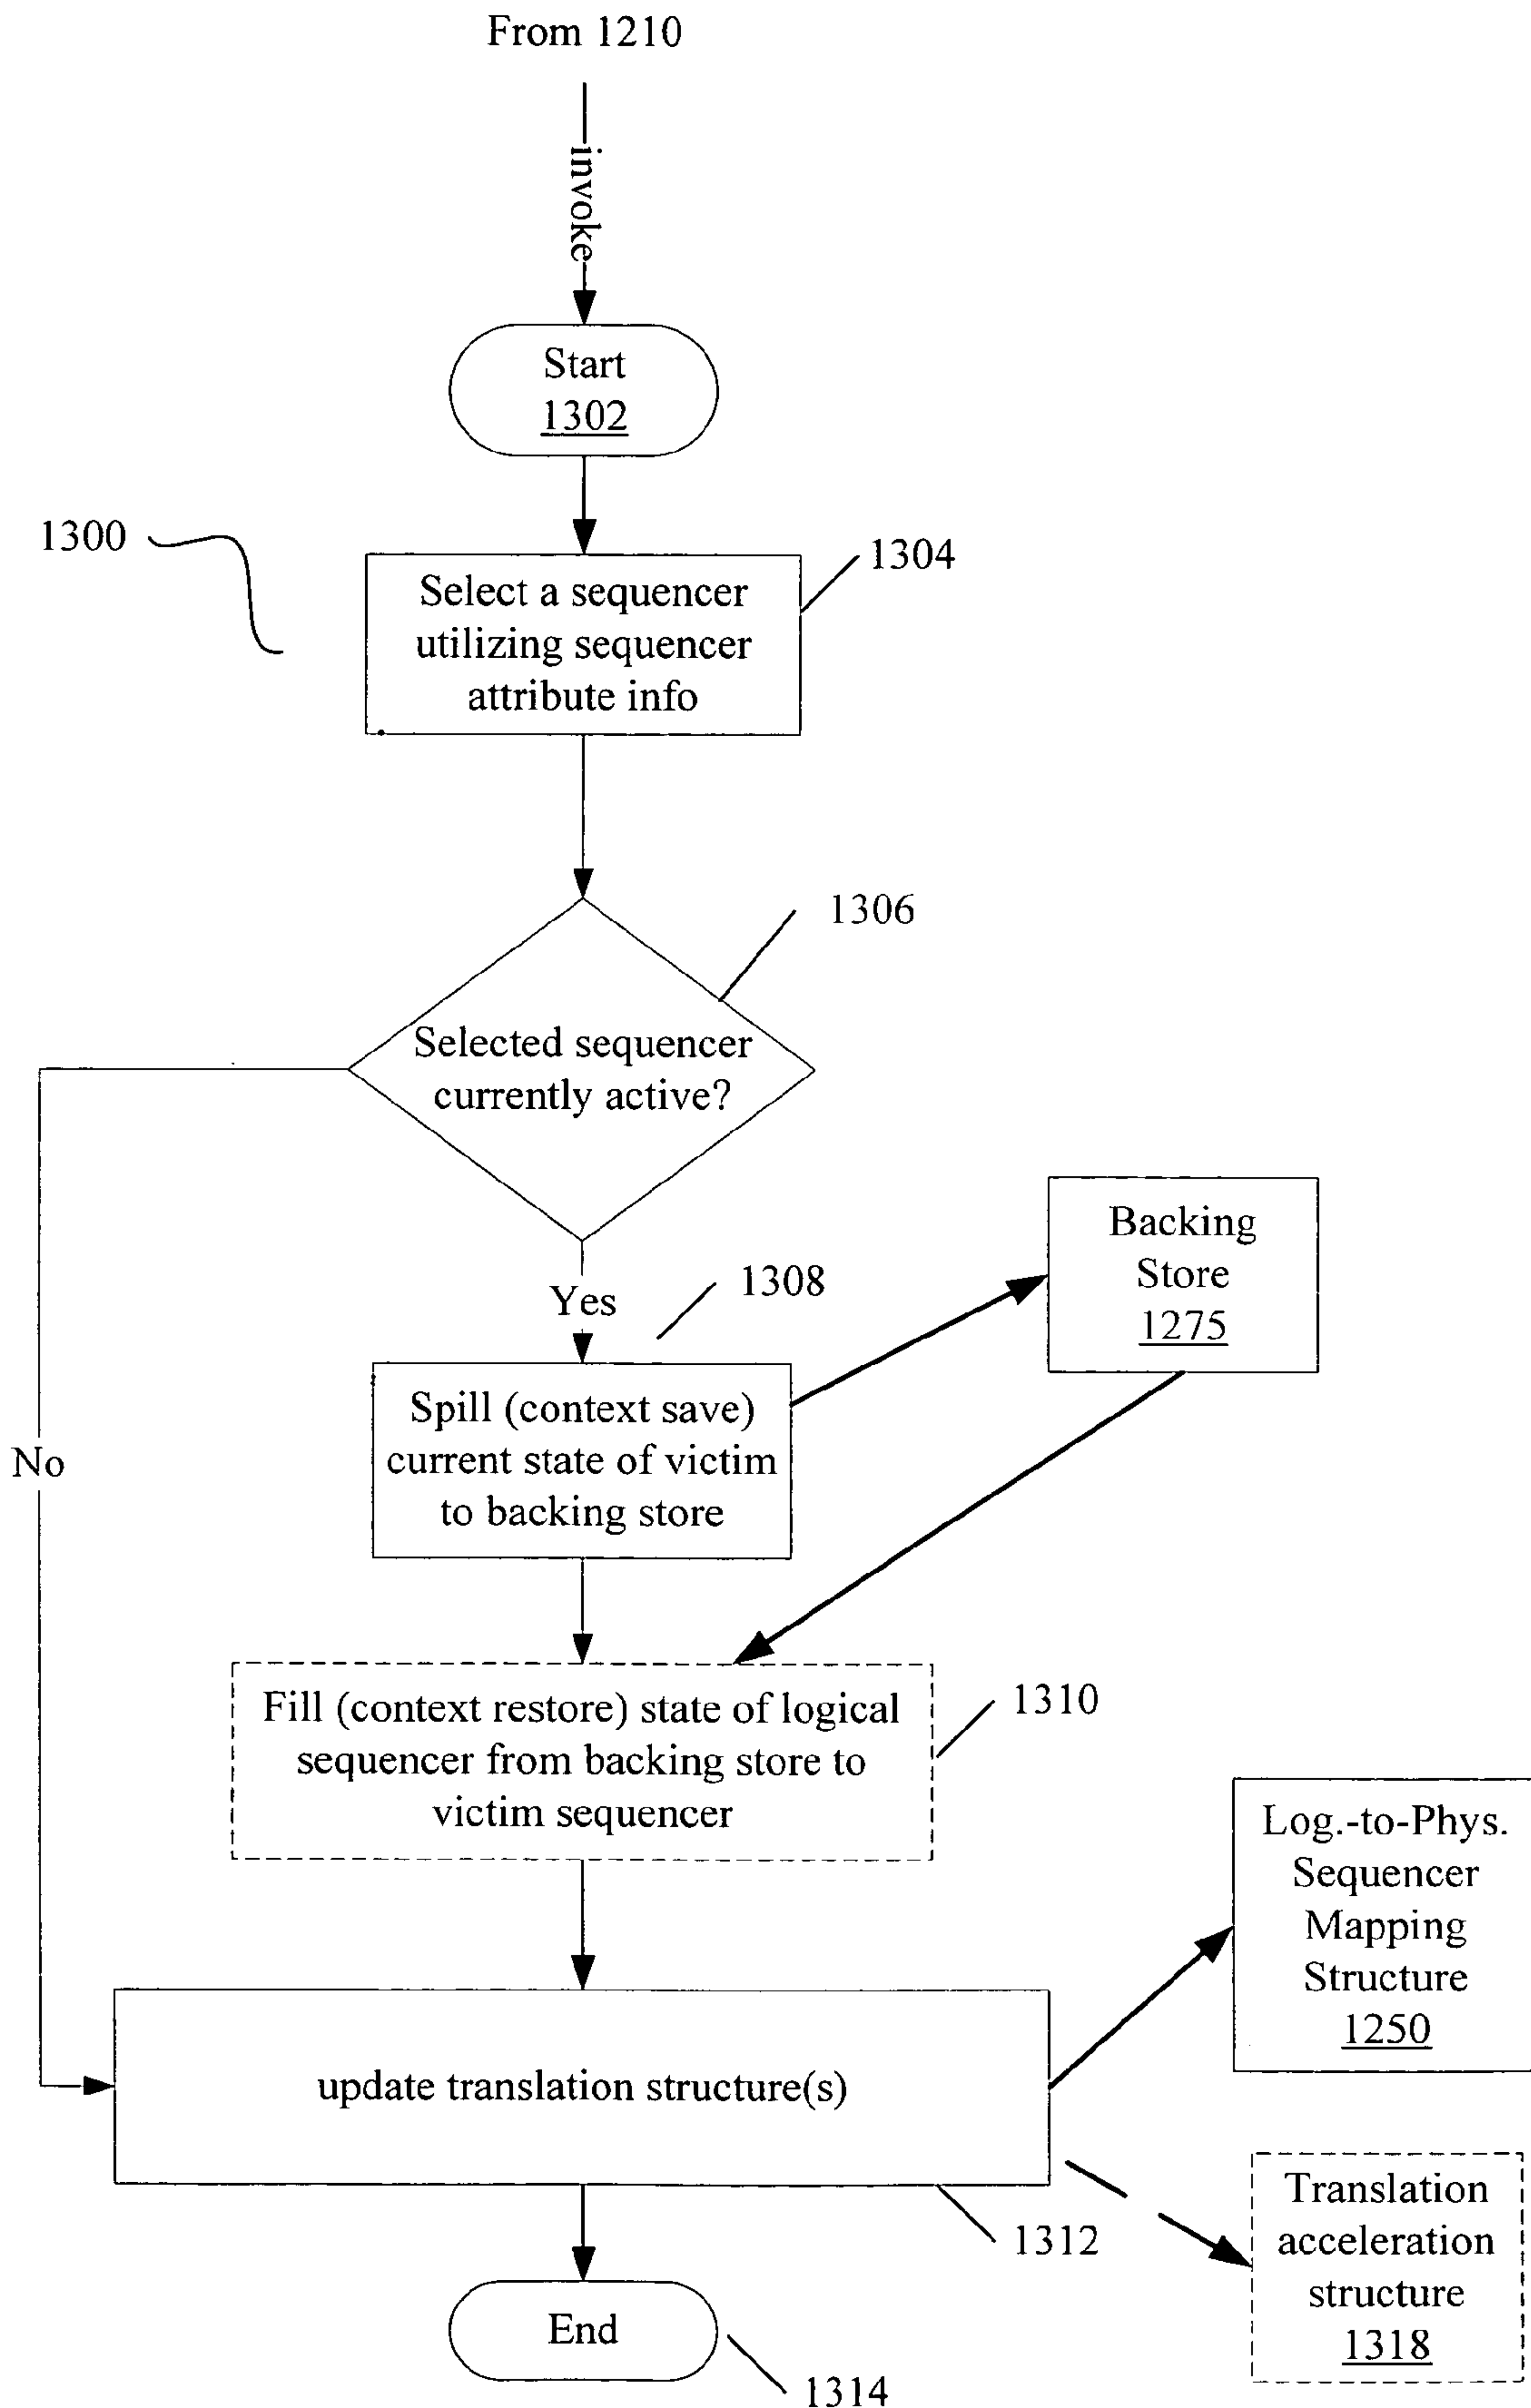 From 1210
invoke
Start
1302
1300
1304
Select a sequencer
utilizing sequencer
attribute info
1306
Selected sequencer
currently active?
Backing
Store
1275
1308
Yes
Spill (context save)
current state of victim
to backing store
No
1310
Fill (context restore) state of logical
sequencer from backing store to
victim sequencer
Log.-to-Phys.
Sequencer
Mapping
Structure
1250
update translation structure(s)
1312
Translation
acceleration
structure
1318
End
1314